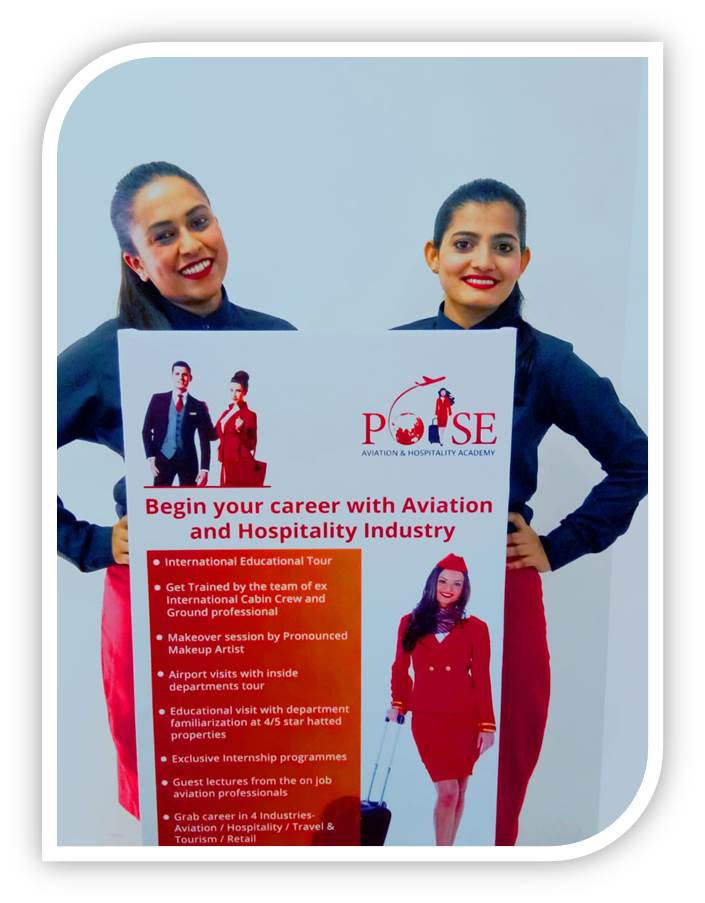 POISE
AVIATION & HOSPITALITY ACADEMY
Begin your career with Aviation
and Hospitality Industry
• International Educational Tour
• Get Trained by the team of ex
International Cabin Crew and
Ground professional
• Makeover session by Pronounced
Makeup Artist
• Airport visits with inside
departments tour
• Educational visit with department
familiarization at 4/5 star hatted
properties
• Exclusive Internship programmes
• Guest lectures from the on job
aviation professionals
• Grab career in 4 Industries-
Aviation / Hospitality / Travel &
Tourism / Retail